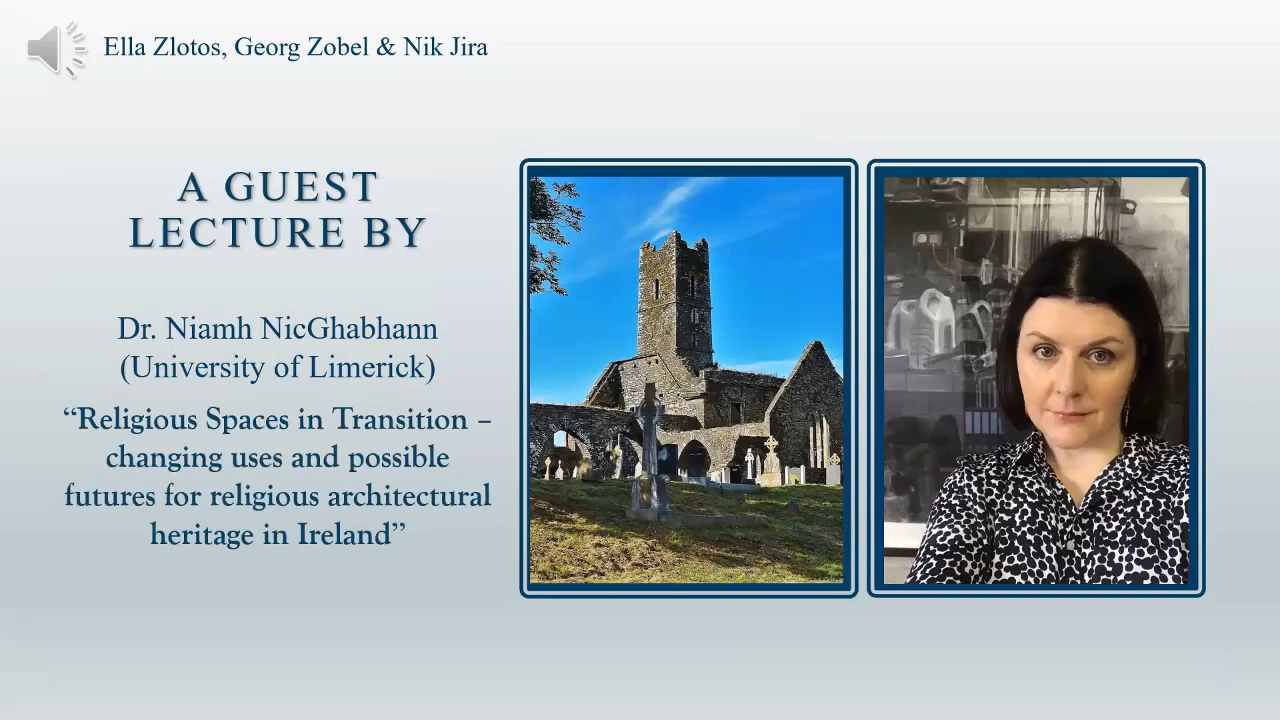 Ella Zlotos, Georg Zobel & Nik Jira
A GUEST
LECTURE BY
Dr. Niamh NicGhabhann
(University of Limerick)
“Religious Spaces in Transition –
changing uses and possible
futures for religious architectural
heritage in Ireland”